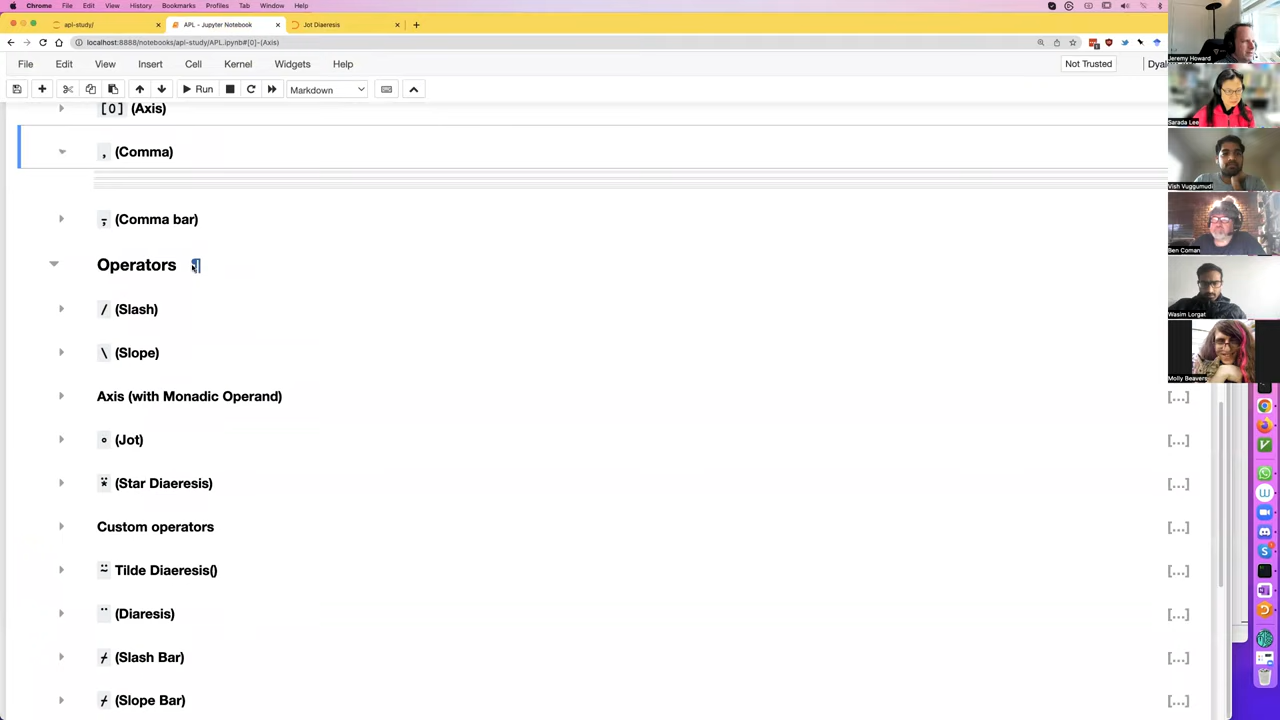 Chrome File Edit View History Bookmarks Profiles Tab Window Help
apl-study/ × APL - Jupyter Notebook × Jot Diaeresis × +
localhost:8888/notebooks/apl-study/APL.ipynb#[0]-(Axis)
File Edit View Insert Cell Kernel Widgets Help Not Trusted Dyal
Run Markdown
[0] (Axis)
, (Comma)
⍪ (Comma bar)
Operators ¶
/ (Slash)
\ (Slope)
Axis (with Monadic Operand)
[...]
∘ (Jot)
[...]
⍣ (Star Diaeresis)
[...]
Custom operators
[...]
⍨ Tilde Diaeresis()
[...]
¨ (Diaresis)
[...]
⌿ (Slash Bar)
[...]
⌿ (Slope Bar)
[...]
Jeremy Howard
Sarada Lee
Vish Vuggumudi
Ben Coman
Wasim Lorgat
Molly Beavers